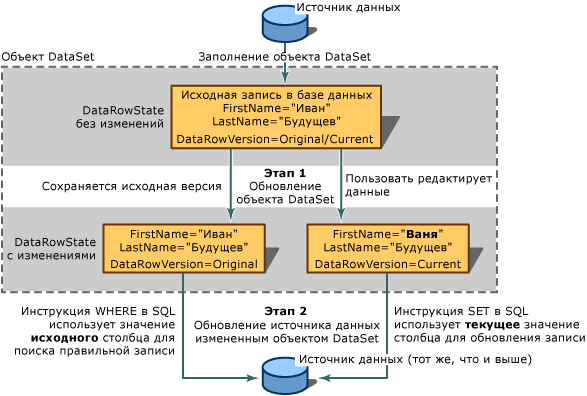 Источник данных
Объект DataSet
Заполнение объекта DataSet
DataRowState
без изменений
Исходная запись в базе данных
FirstName="Иван"
LastName="Будущев"
DataRowVersion=Original/Current
Сохраняется исходная версия
Этап 1
Обновление
объекта DataSet
Пользовать редактирует
данные
DataRowState
с изменениями
FirstName="Иван"
LastName="Будущев"
DataRowVersion=Original
FirstName="Ваня"
LastName="Будущев"
DataRowVersion=Current
Инструкция WHERE в SQL
использует значение
исходного столбца для
поиска правильной записи
Этап 2
Обновление источника данных
измененным объектом DataSet
Инструкция SET в SQL
использует текущее значение
столбца для обновления записи
Источник данных (тот же, что и выше)